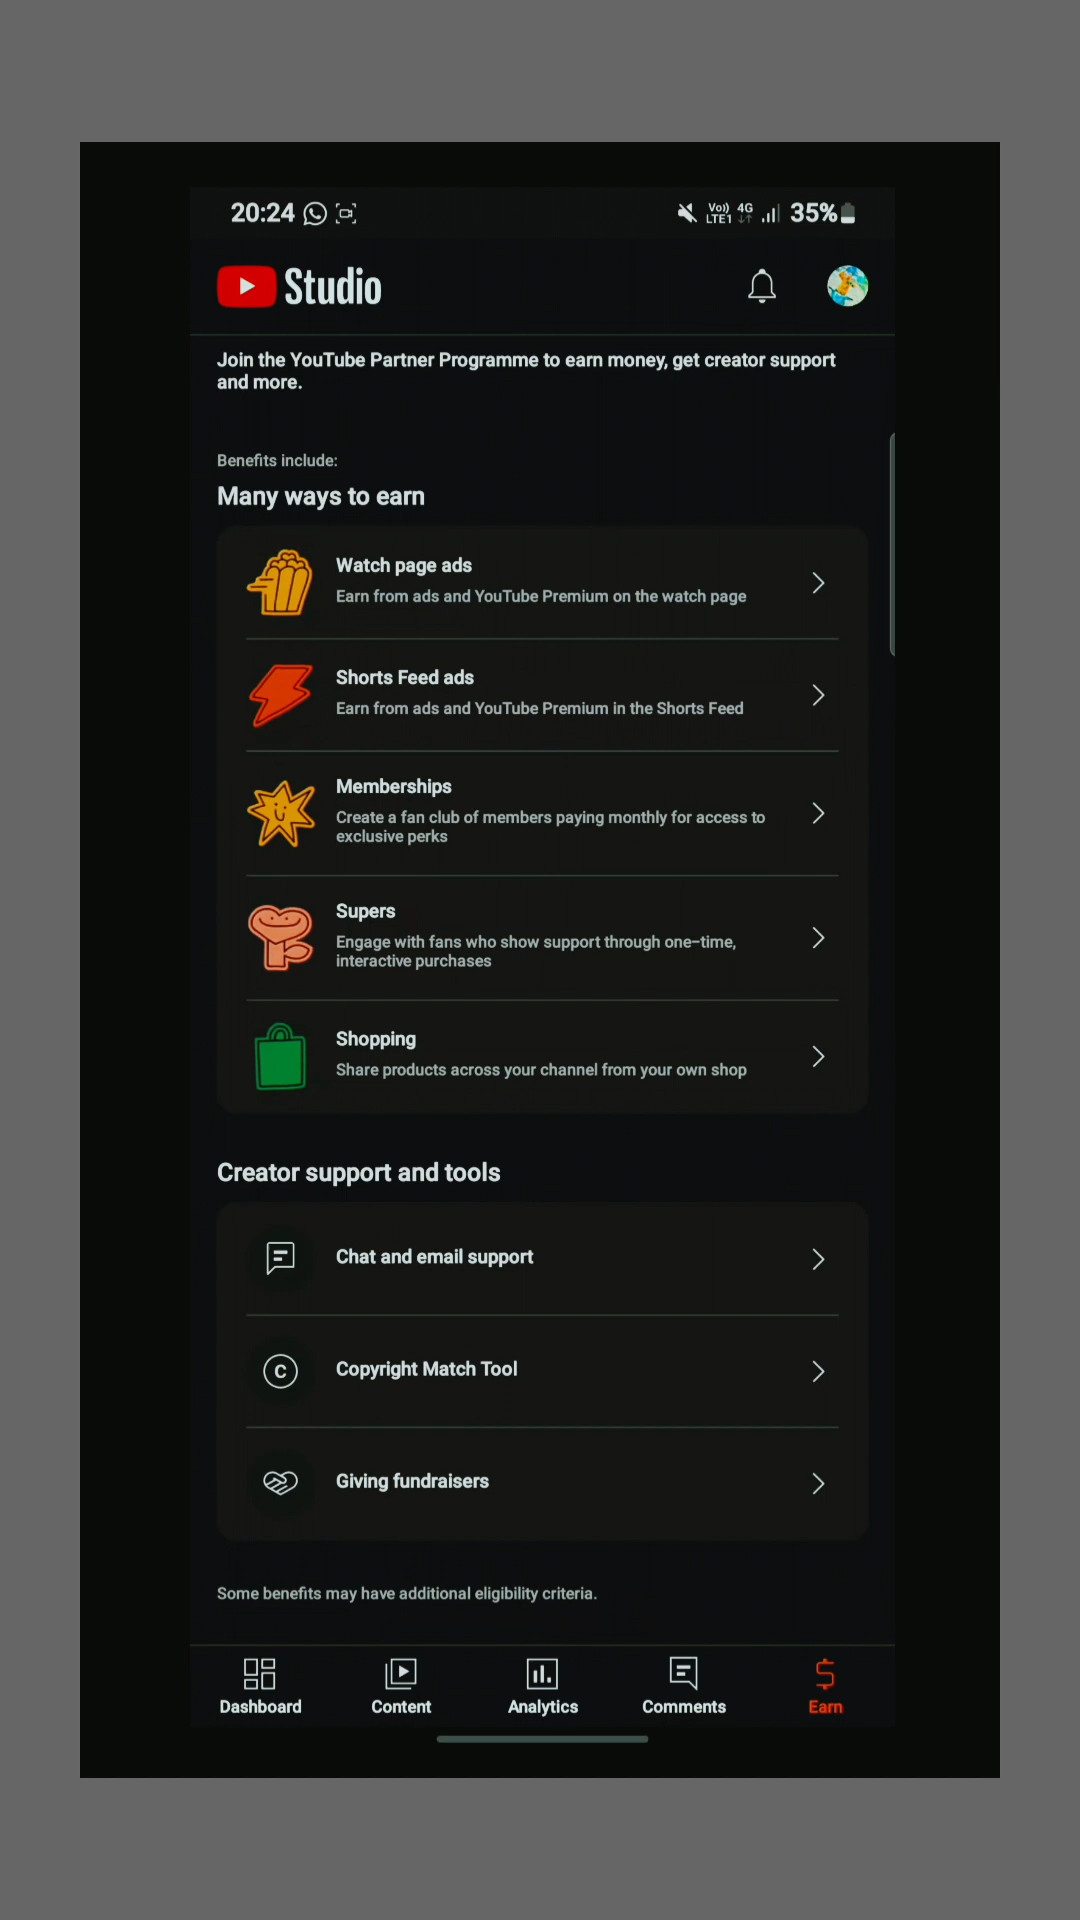 20:24
Vo)) 4G 35%
LTE1
Studio
Join the YouTube Partner Programme to earn money, get creator support
and more.
Benefits include:
Many ways to earn
Watch page ads
Earn from ads and YouTube Premium on the watch page
Shorts Feed ads
Earn from ads and YouTube Premium in the Shorts Feed
Memberships
Create a fan club of members paying monthly for access to
exclusive perks
Supers
Engage with fans who show support through one-time,
interactive purchases
Shopping
Share products across your channel from your own shop
Creator support and tools
Chat and email support
C
Copyright Match Tool
Giving fundraisers
Some benefits may have additional eligibility criteria.
Dashboard Content Analytics Comments Earn